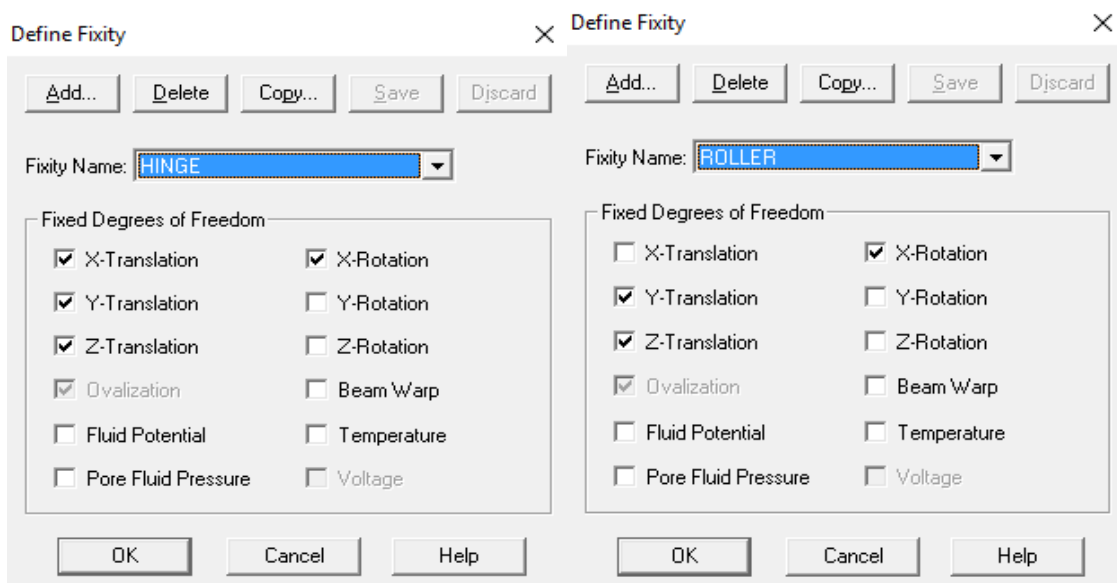 Define Fixity
Add... Delete Copy... Save Discard
Fixity Name: HINGE
Fixed Degrees of Freedom
X-Translation X-Rotation
Y-Translation Y-Rotation
Z-Translation Z-Rotation
Ovalization Beam Warp
Fluid Potential Temperature
Pore Fluid Pressure Voltage
OK Cancel Help
Define Fixity
Add... Delete Copy... Save Discard
Fixity Name: ROLLER
Fixed Degrees of Freedom
X-Translation X-Rotation
Y-Translation Y-Rotation
Z-Translation Z-Rotation
Ovalization Beam Warp
Fluid Potential Temperature
Pore Fluid Pressure Voltage
OK Cancel Help